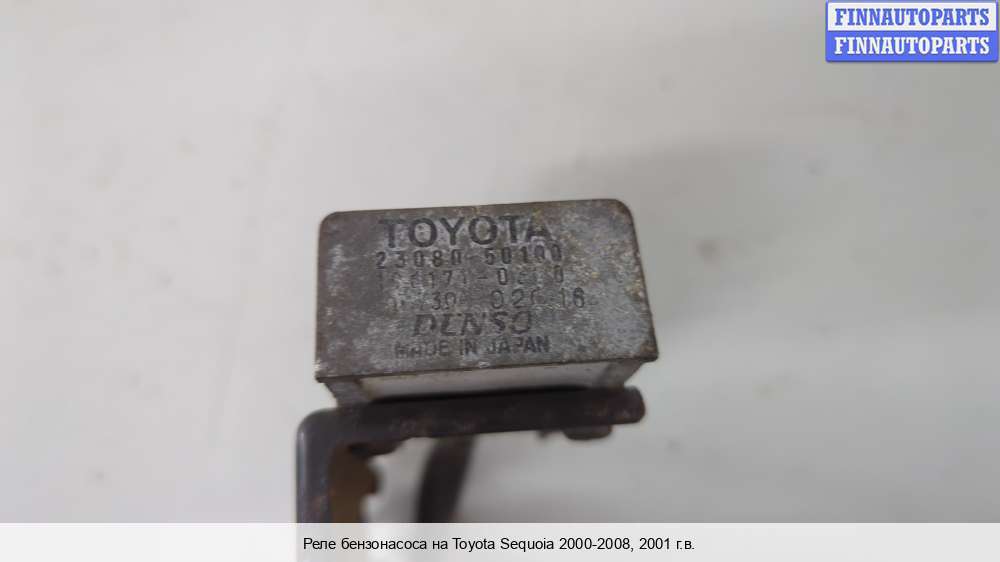 FINNAUTOPARTS
FINNAUTOPARTS
TOYOTA
23080-50100
DENSO
MADE IN JAPAN
Реле бензонасоса на Toyota Sequoia 2000-2008, 2001 г.в.